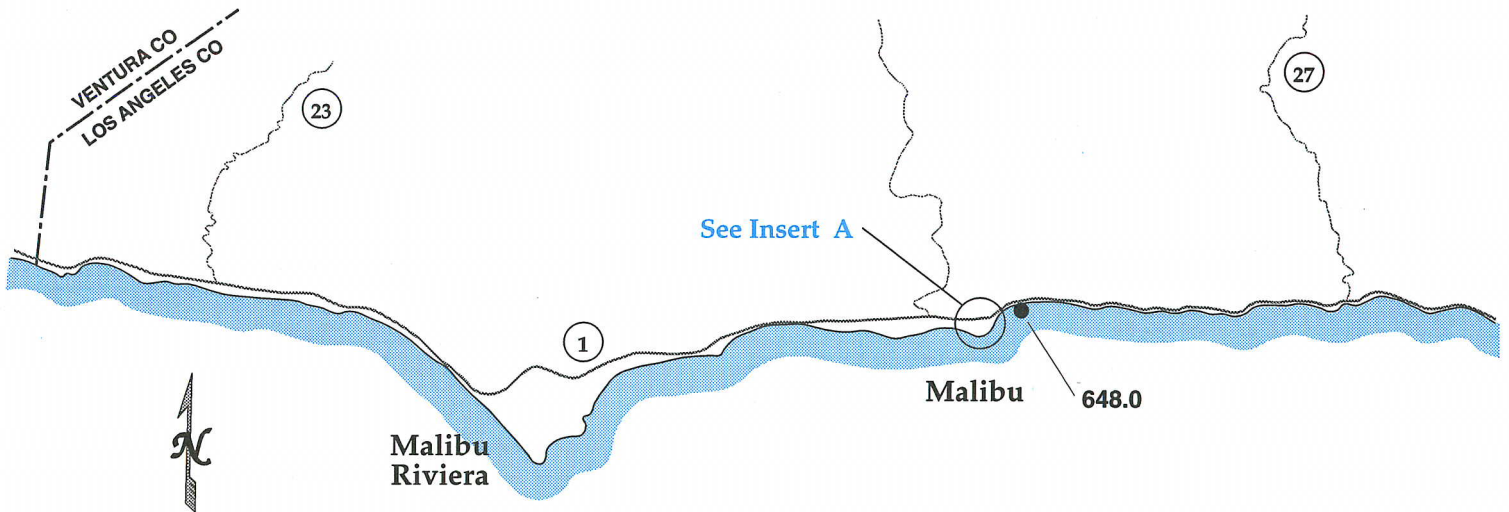 VENTURA CO
LOS ANGELES CO
23
27
See Insert A
1
Malibu
648.0
Malibu
Riviera
N